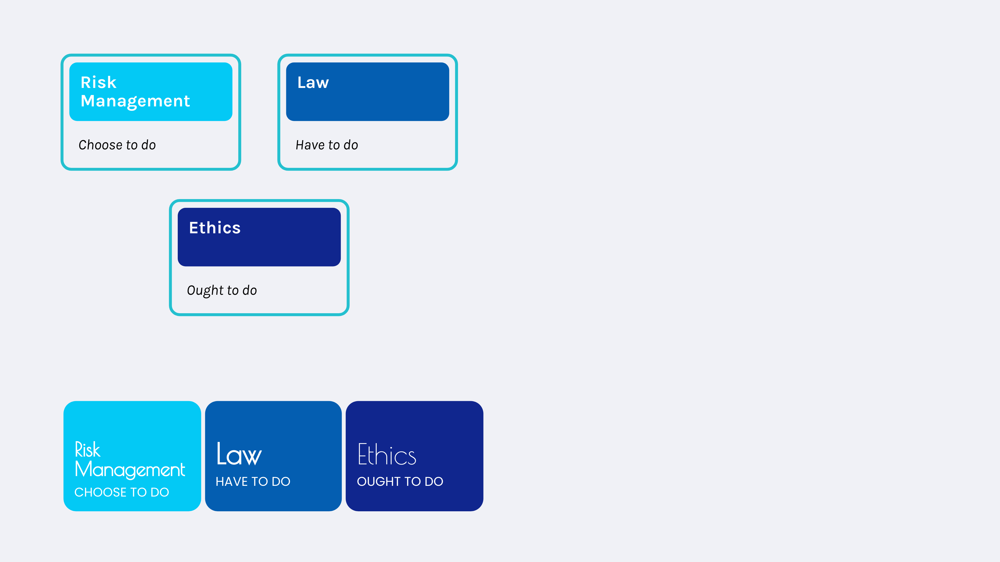 Risk
Management
Choose to do
Law
Have to do
Ethics
Ought to do
Risk
Management
CHOOSE TO DO
Law
HAVE TO DO
Ethics
OUGHT TO DO